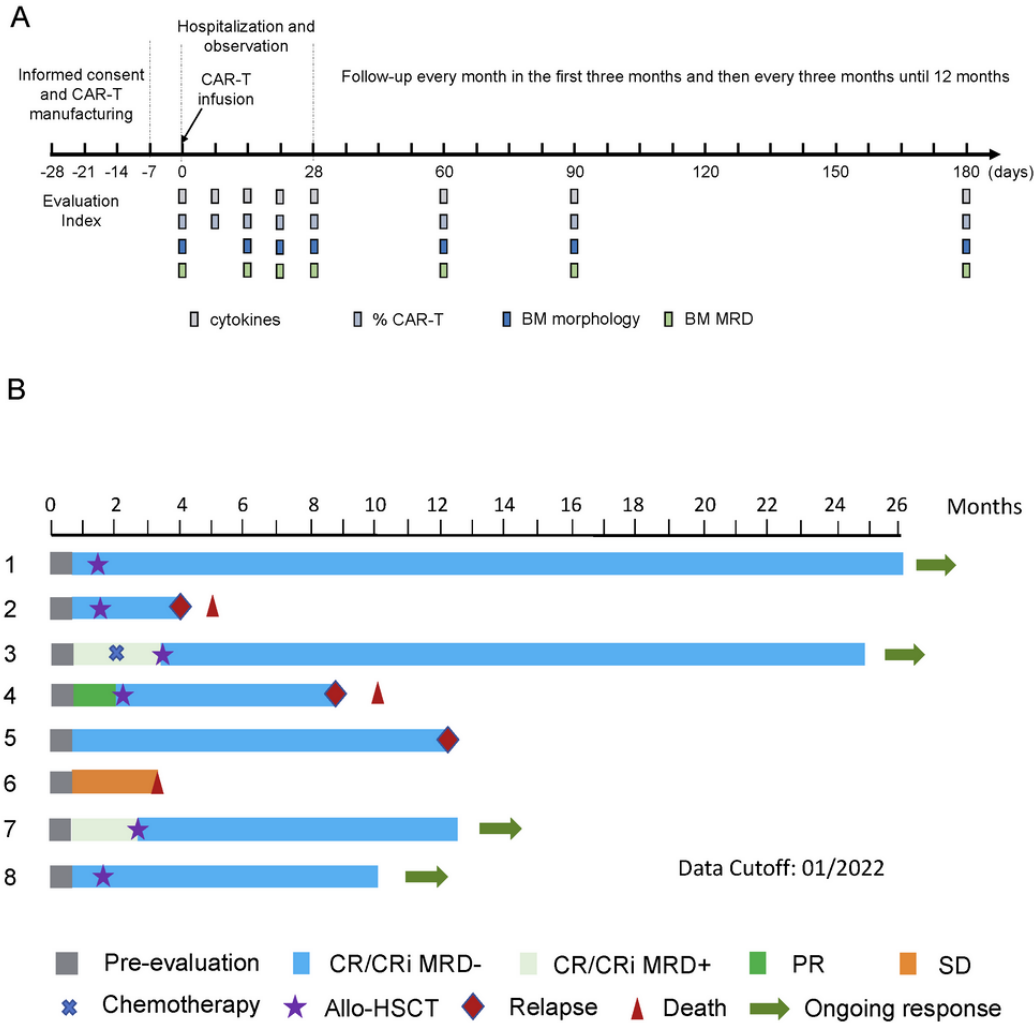 A
Hospitalization and
observation
Informed consent
and CAR-T
manufacturing
CAR-T
infusion
Follow-up every month in the first three months and then every three months until 12 months
-28 -21 -14 -7 0 28 60 90 120 150 180 (days)
Evaluation
Index
cytokines % CAR-T BM morphology BM MRD
B
0 2 4 6 8 10 12 14 16 18 20 22 24 26 Months
1
2
3
4
5
6
7
8
Data Cutoff: 01/2022
Pre-evaluation CR/CRi MRD- CR/CRi MRD+ PR SD
Chemotherapy Allo-HSCT Relapse Death Ongoing response